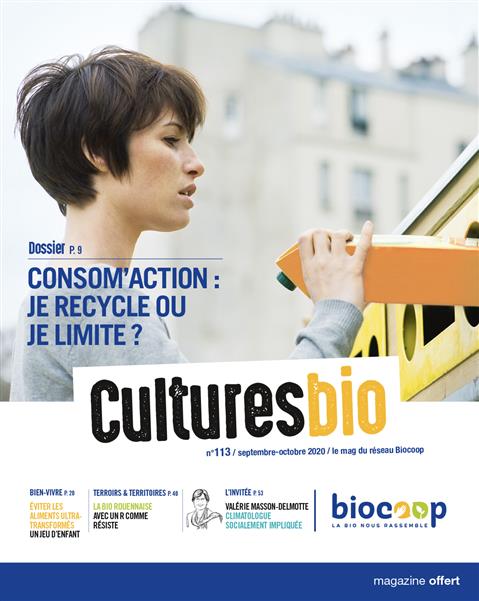 Dossier P. 9
CONSOM'ACTION :
JE RECYCLE OU
JE LIMITE ?
Culturesbio
n°113 / septembre-octobre 2020 / le mag du réseau Biocoop
BIEN-VIVRE P. 20
ÉVITER LES
ALIMENTS ULTRA-
TRANSFORMÉS
UN JEU D'ENFANT
TERROIRS & TERRITOIRES P. 40
LA BIO ROUENNAISE
AVEC UN R COMME
RÉSISTE
L'INVITÉE P. 53
VALÉRIE MASSON-DELMOTTE
CLIMATOLOGUE
SOCIALEMENT IMPLIQUÉE
biocoop
LA BIO NOUS RASSEMBLE
magazine offert